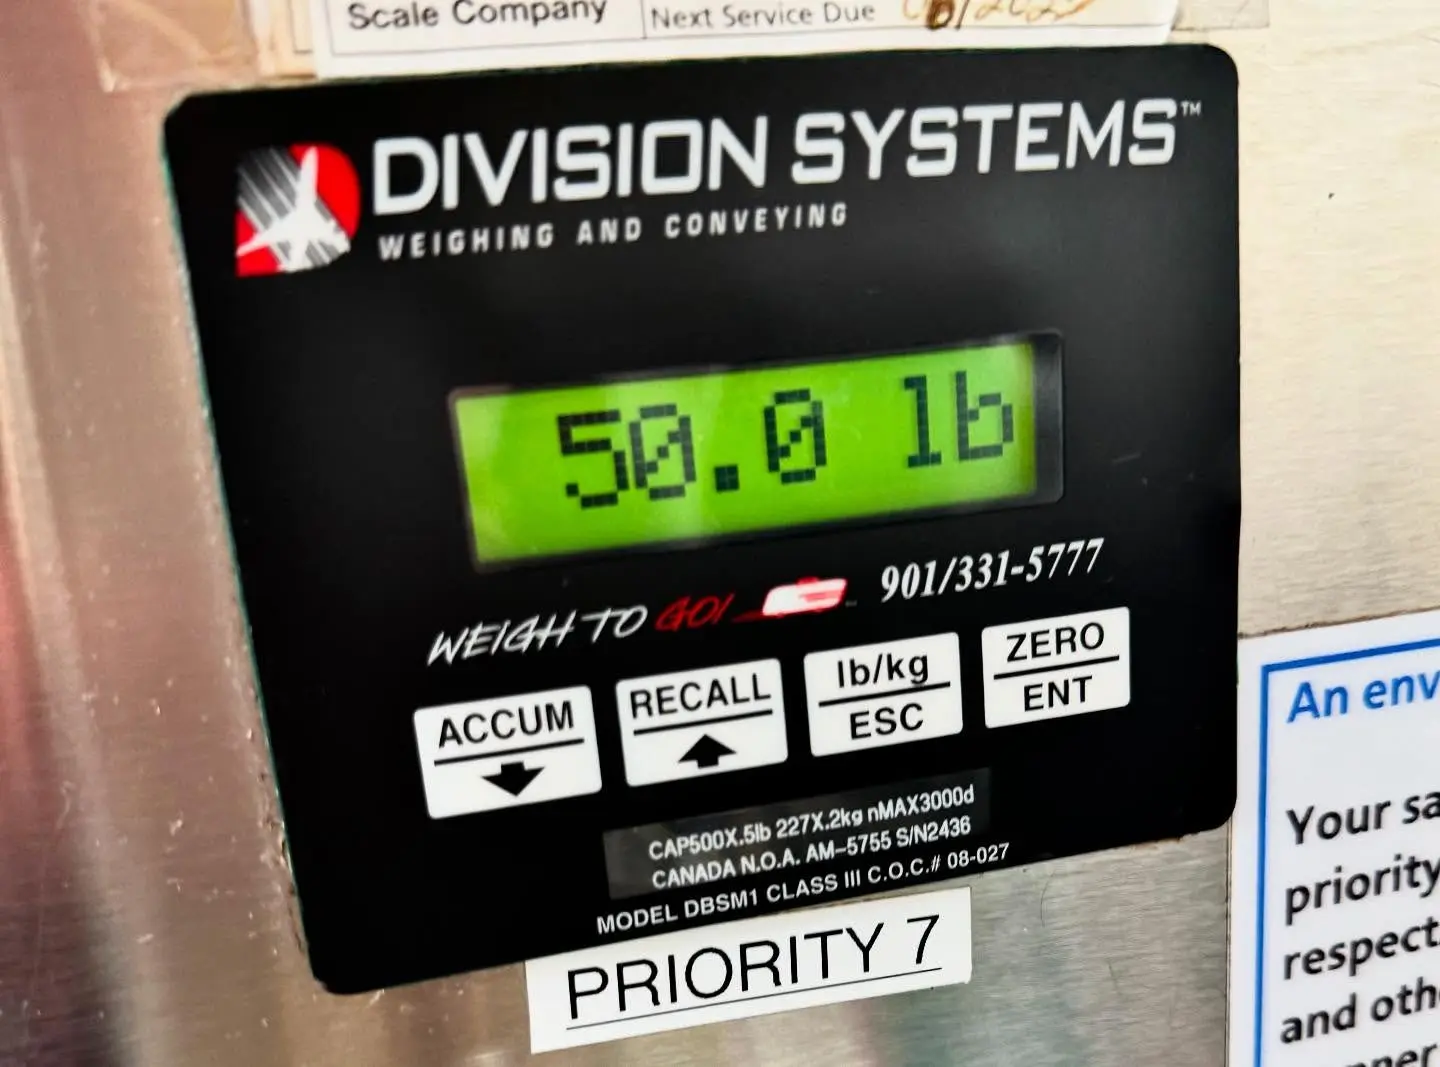 Scale Company
Next Service Due
DIVISION SYSTEMS™
WEIGHING AND CONVEYING
50.0 lb
WEIGH TO GO! 901/331-5777
ACCUM RECALL lb/kg ZERO
ESC ENT
CAP500X.5lb 227X.2kg nMAX3000d
CANADA N.O.A. AM-5755 S/N2436
MODEL DBSM1 CLASS III C.O.C.# 08-027
PRIORITY 7
An env
Your sa
priority
respect
and oth